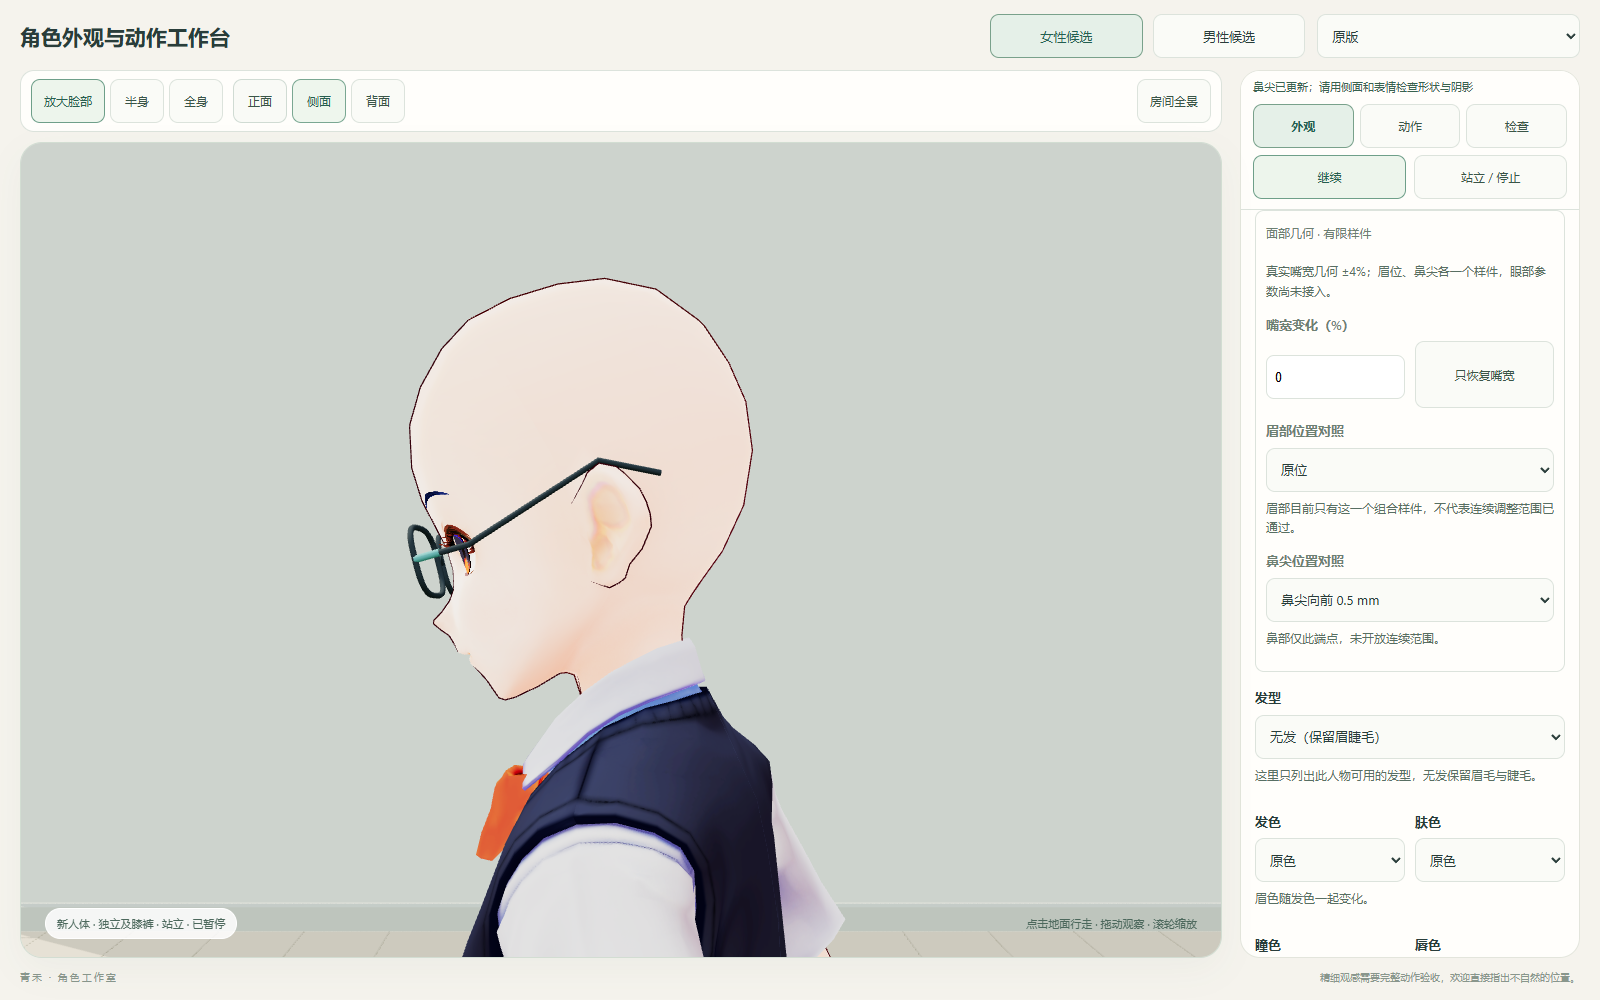 角色外观与动作工作台
女性候选
男性候选
原版
放大脸部
半身
全身
正面
侧面
背面
房间全景
鼻尖已更新；请用侧面和表情检查形状与阴影
外观
动作
检查
继续
站立 / 停止
面部几何 · 有限样件
真实嘴宽几何 ±4%；眉位、鼻尖各一个样件，眼部参
数尚未接入。
嘴宽变化（%）
0
只恢复嘴宽
眉部位置对照
原位
眉部目前只有这一个组合样件，不代表连续调整范围已
通过。
鼻尖位置对照
鼻尖向前 0.5 mm
鼻部仅此端点，未开放连续范围。
发型
无发（保留眉睫毛）
这里只列出此人物可用的发型，无发保留眉毛与睫毛。
发色
肤色
原色
原色
眉色随发色一起变化。
瞳色
唇色
新人体 · 独立及膝裤 · 站立 · 已暂停
点击地面行走 · 拖动观察 · 滚轮缩放
青禾 · 角色工作室
精细观感需要完整动作验收，欢迎直接指出不自然的位置。